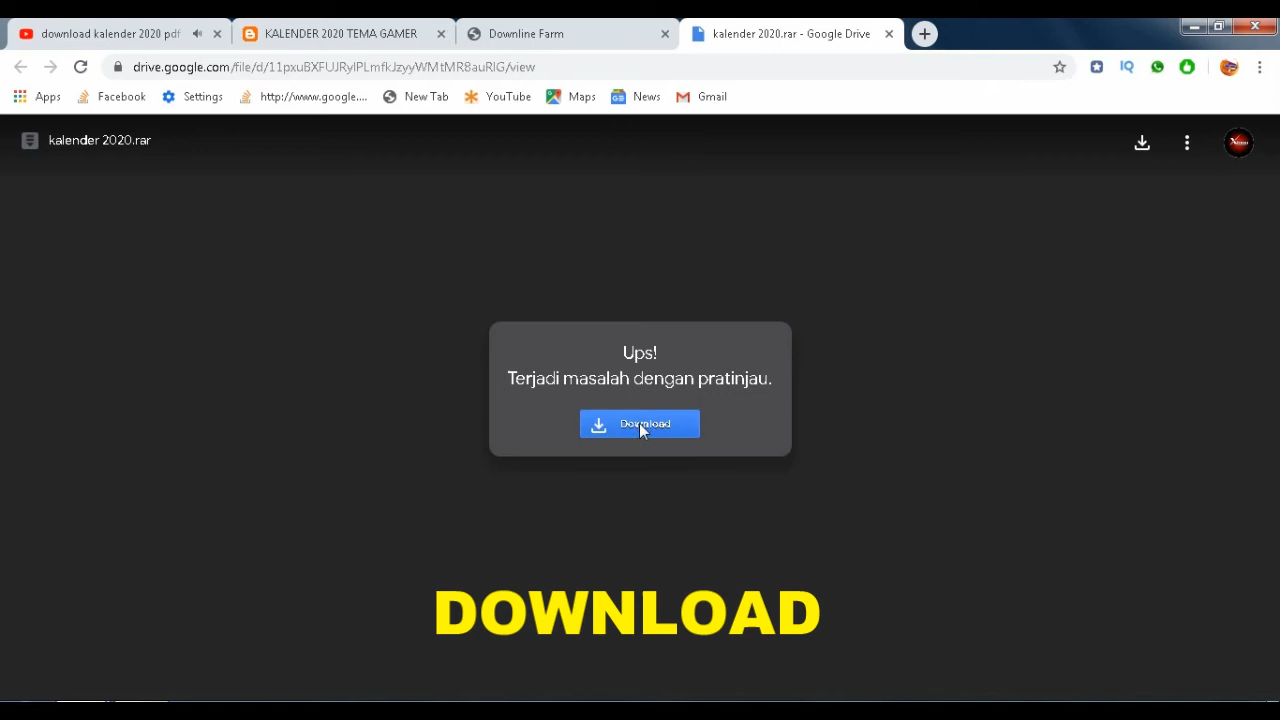 download kalender 2020 pdf
KALENDER 2020 TEMA GAMER
Downline Fa
kalender 2020.rar - Google Drive
drive.google.com/file/d/11pxuBXFUJRyIPLmfkJzyyWMtMR8auRIG/view
Apps
Facebook
Settings
http://www.google....
New Tab
YouTube
Maps
News
Gmail
kalender 2020.rar
Ups!
Terjadi masalah dengan pratinjau.
Download
DOWNLOAD